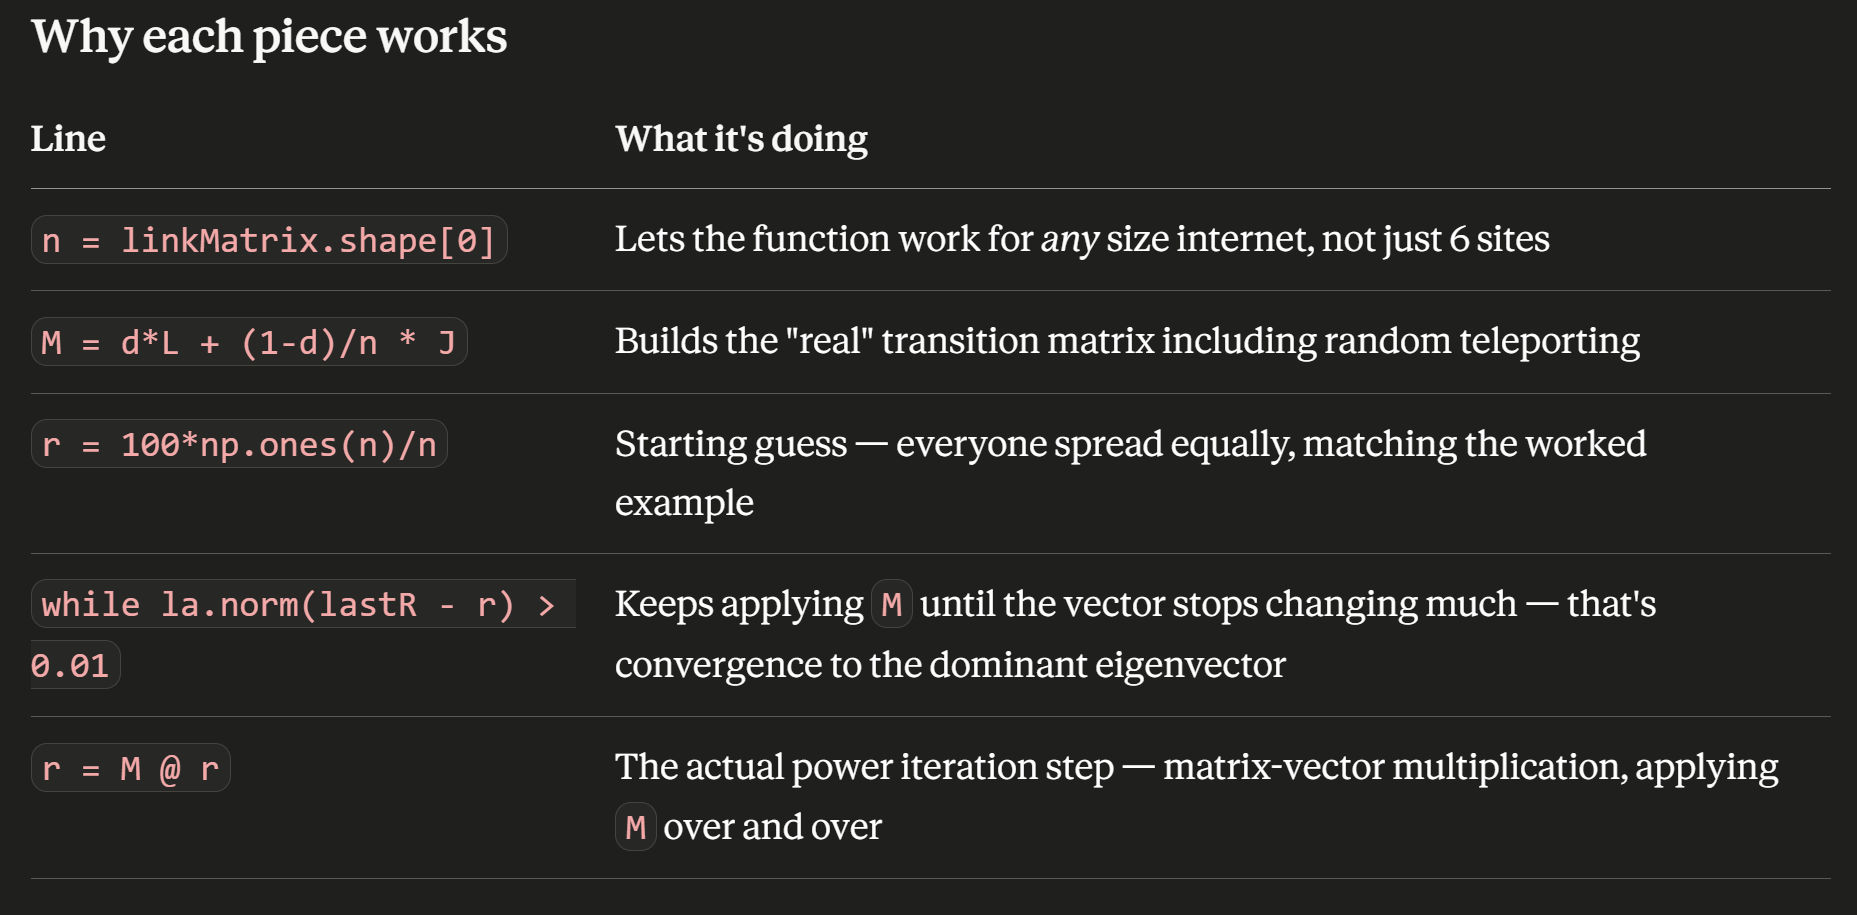 Why each piece works
Line What it's doing
n = linkMatrix.shape[0] Lets the function work for any size internet, not just 6 sites
M = d*L + (1-d)/n * J Builds the "real" transition matrix including random teleporting
r = 100*np.ones(n)/n Starting guess — everyone spread equally, matching the worked
example
while la.norm(lastR - r) > Keeps applying M until the vector stops changing much — that's
0.01 convergence to the dominant eigenvector
r = M @ r The actual power iteration step — matrix-vector multiplication, applying
M over and over